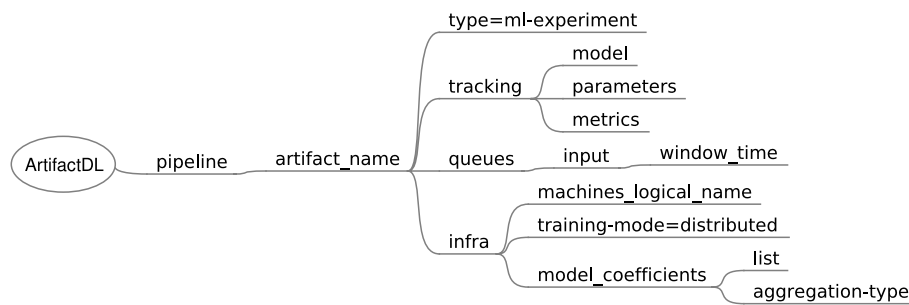 ArtifactDL
pipeline
artifact_name
type=ml-experiment
tracking
model
parameters
metrics
queues
input
window_time
infra
machines_logical_name
training-mode=distributed
model_coefficients
list
aggregation-type